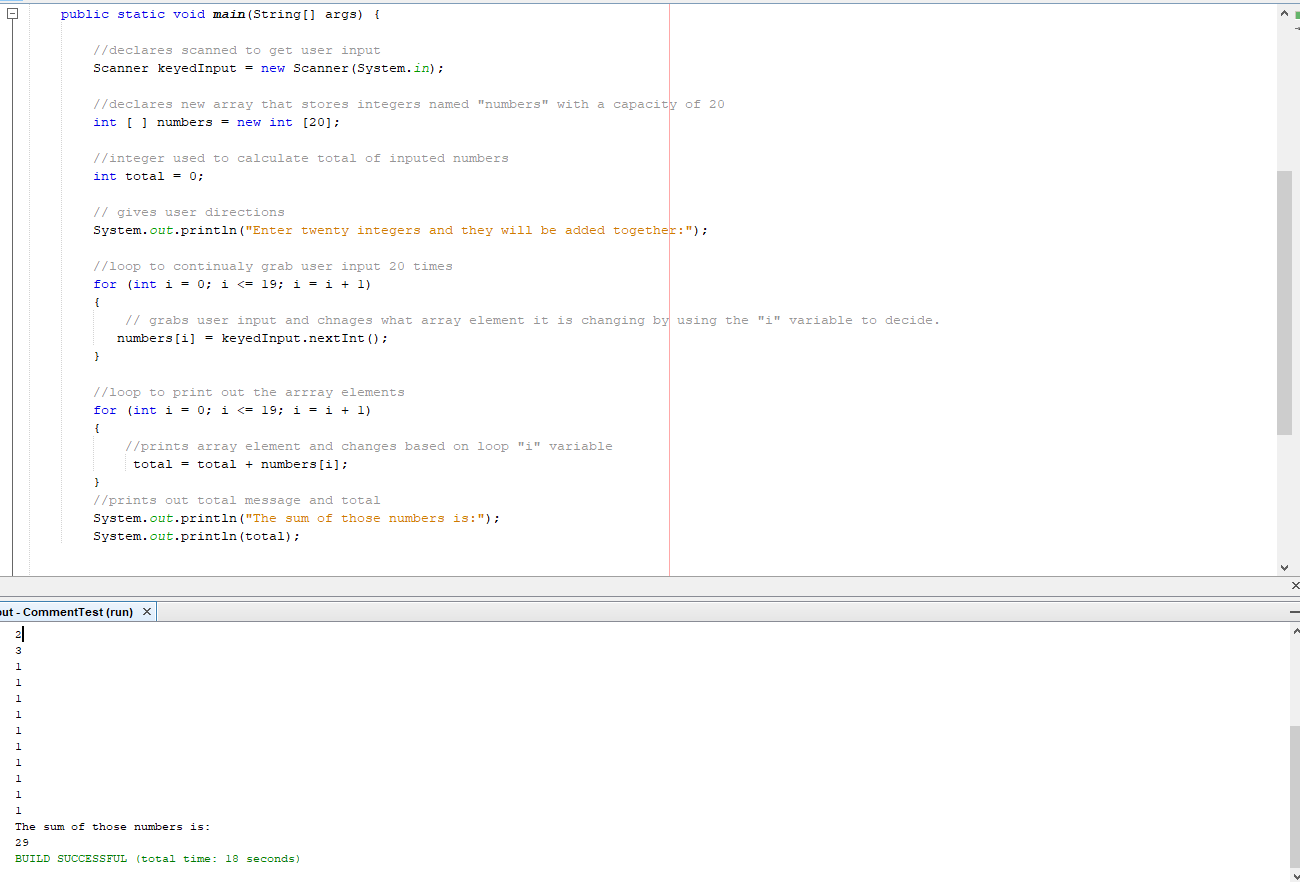 public static void main(String[] args) {
//declares scanned to get user input
Scanner keyedInput = new Scanner(System.in);
//declares new array that stores integers named "numbers" with a capacity of 20
int [ ] numbers = new int [20];
//integer used to calculate total of inputed numbers
int total = 0;
// gives user directions
System.out.println("Enter twenty integers and they will be added together:");
//loop to continualy grab user input 20 times
for (int i = 0; i <= 19; i = i + 1)
{
// grabs user input and chnages what array element it is changing by using the "i" variable to decide.
numbers[i] = keyedInput.nextInt();
}
//loop to print out the arrray elements
for (int i = 0; i <= 19; i = i + 1)
{
//prints array element and changes based on loop "i" variable
total = total + numbers[i];
}
//prints out total message and total
System.out.println("The sum of those numbers is:");
System.out.println(total);
out - CommentTest (run)
2
3
1
1
1
1
1
1
1
1
1
1
The sum of those numbers is:
29
BUILD SUCCESSFUL (total time: 18 seconds)